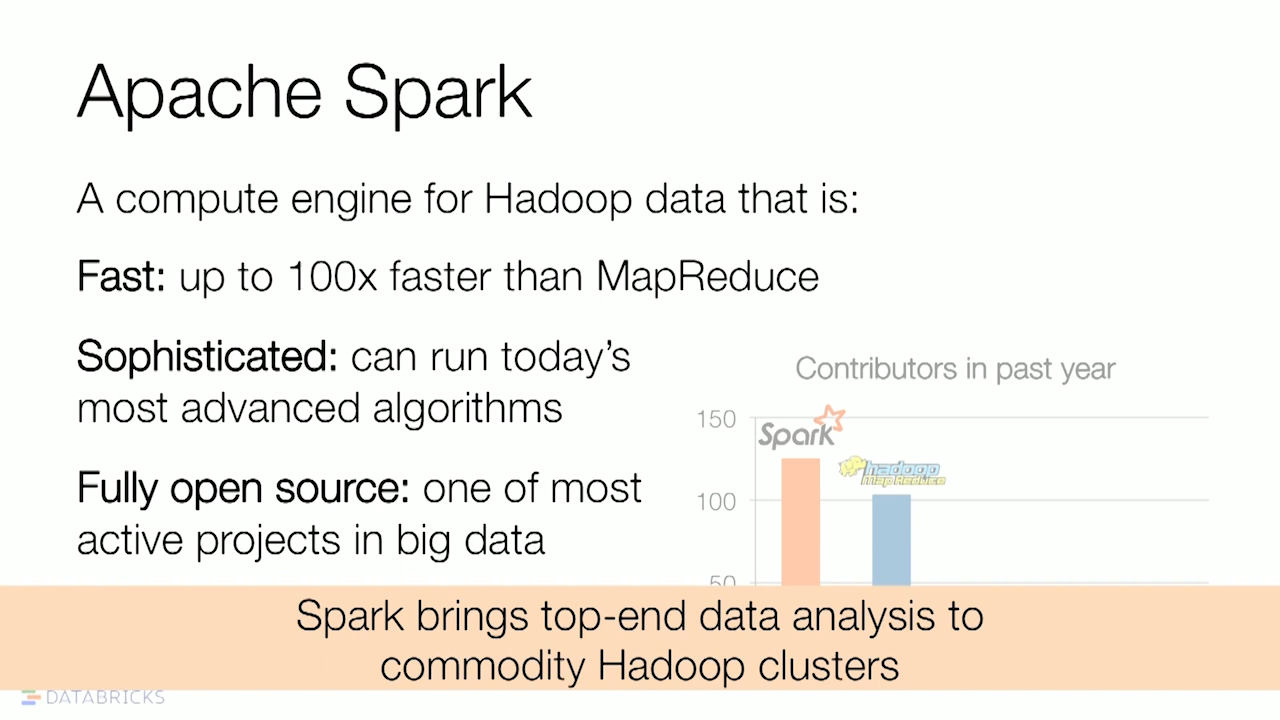 Apache Spark
A compute engine for Hadoop data that is:
Fast: up to 100x faster than MapReduce
Sophisticated: can run today’s
most advanced algorithms
Fully open source: one of most
active projects in big data
Contributors in past year
150
Spark
hadoop
Map Reduce
100
50
Spark brings top-end data analysis to
commodity Hadoop clusters
DATABRICKS